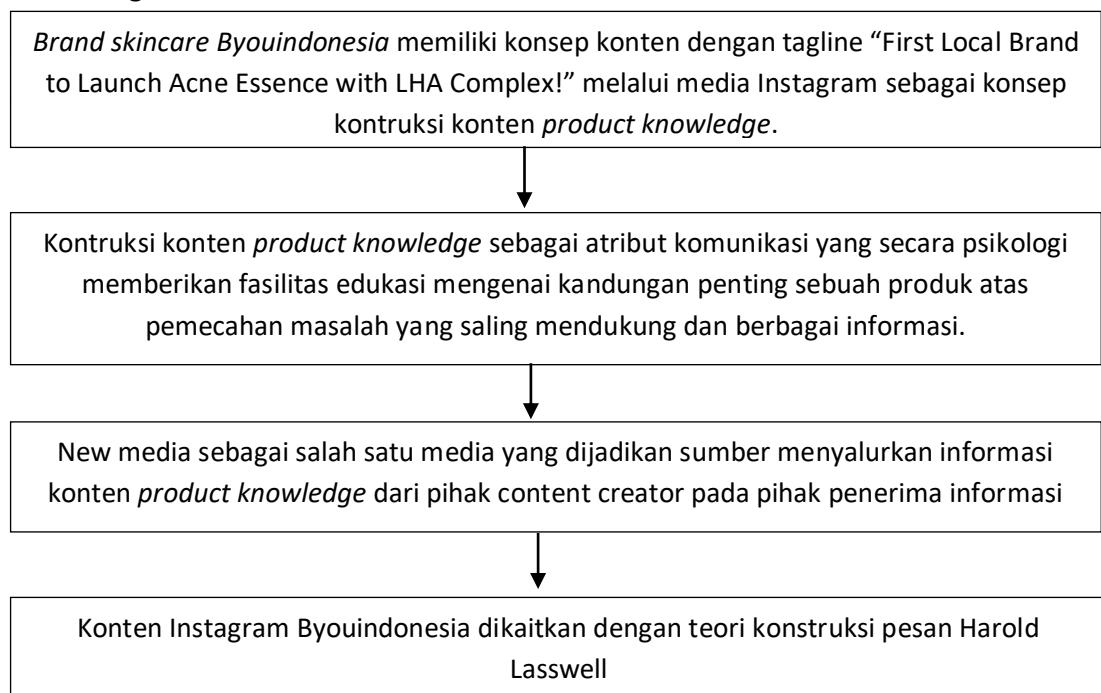 Brand skincare Byouindonesia memiliki konsep konten dengan tagline “First Local Brand
to Launch Acne Essence with LHA Complex!” melalui media Instagram sebagai konsep
kontruksi konten product knowledge.
Kontruksi konten product knowledge sebagai atribut komunikasi yang secara psikologi
memberikan fasilitas edukasi mengenai kandungan penting sebuah produk atas
pemecahan masalah yang saling mendukung dan berbagai informasi.
New media sebagai salah satu media yang dijadikan sumber menyalurkan informasi
konten product knowledge dari pihak content creator pada pihak penerima informasi
Konten Instagram Byouindonesia dikaitkan dengan teori konstruksi pesan Harold
Lasswell